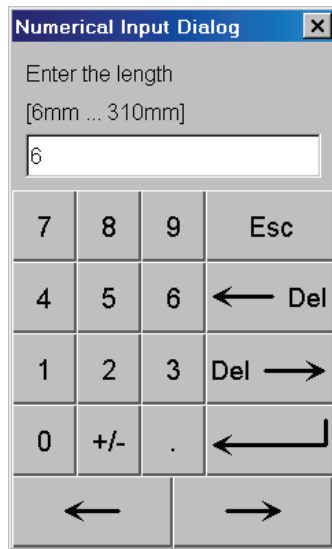 Numerical Input Dialog
Enter the length
[6mm ... 310mm]
6
7 8 9 Esc
4 5 6 ← Del
1 2 3 Del →
0 +/- . ↵
← →